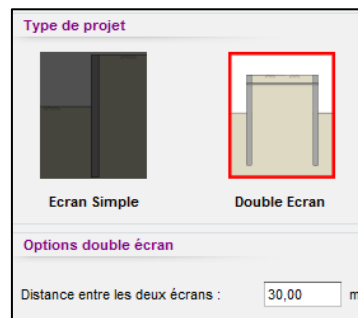 Type de projet
Ecran Simple
Double Ecran
Options double écran
Distance entre les deux écrans :
30,00
m